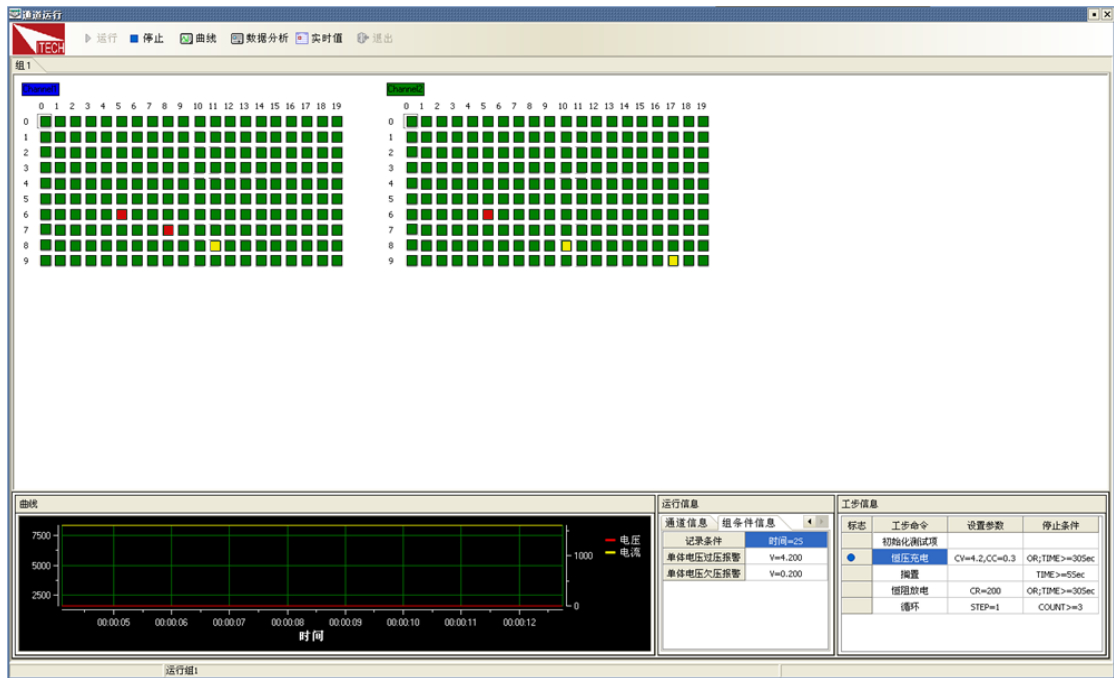 通道运行
ITECH 运行 停止 曲线 数据分析 实时值 退出
组1
Channel1 Channel2
0 1 2 3 4 5 6 7 8 9 10 11 12 13 14 15 16 17 18 19 0 1 2 3 4 5 6 7 8 9 10 11 12 13 14 15 16 17 18 19
0 0
1 1
2 2
3 3
4 4
5 5
6 6
7 7
8 8
9 9
曲线
7500
5000
2500
1000
0
电压
电流
00:00:05 00:00:06 00:00:07 00:00:08 00:00:09 00:00:10 00:00:11 00:00:12
时间
运行信息
通道信息 组条件信息
记录条件 时间=2S
单体电压过压报警 V=4.200
单体电压欠压报警 V=0.200
工步信息
标志 工步命令 设置参数 停止条件
初始化测试项
恒压充电 CV=4.2,CC=0.3 OR;TIME>=30Sec
搁置 TIME>=5Sec
恒阻放电 CR=200 OR;TIME>=30Sec
循环 STEP=1 COUNT>=3
运行组1